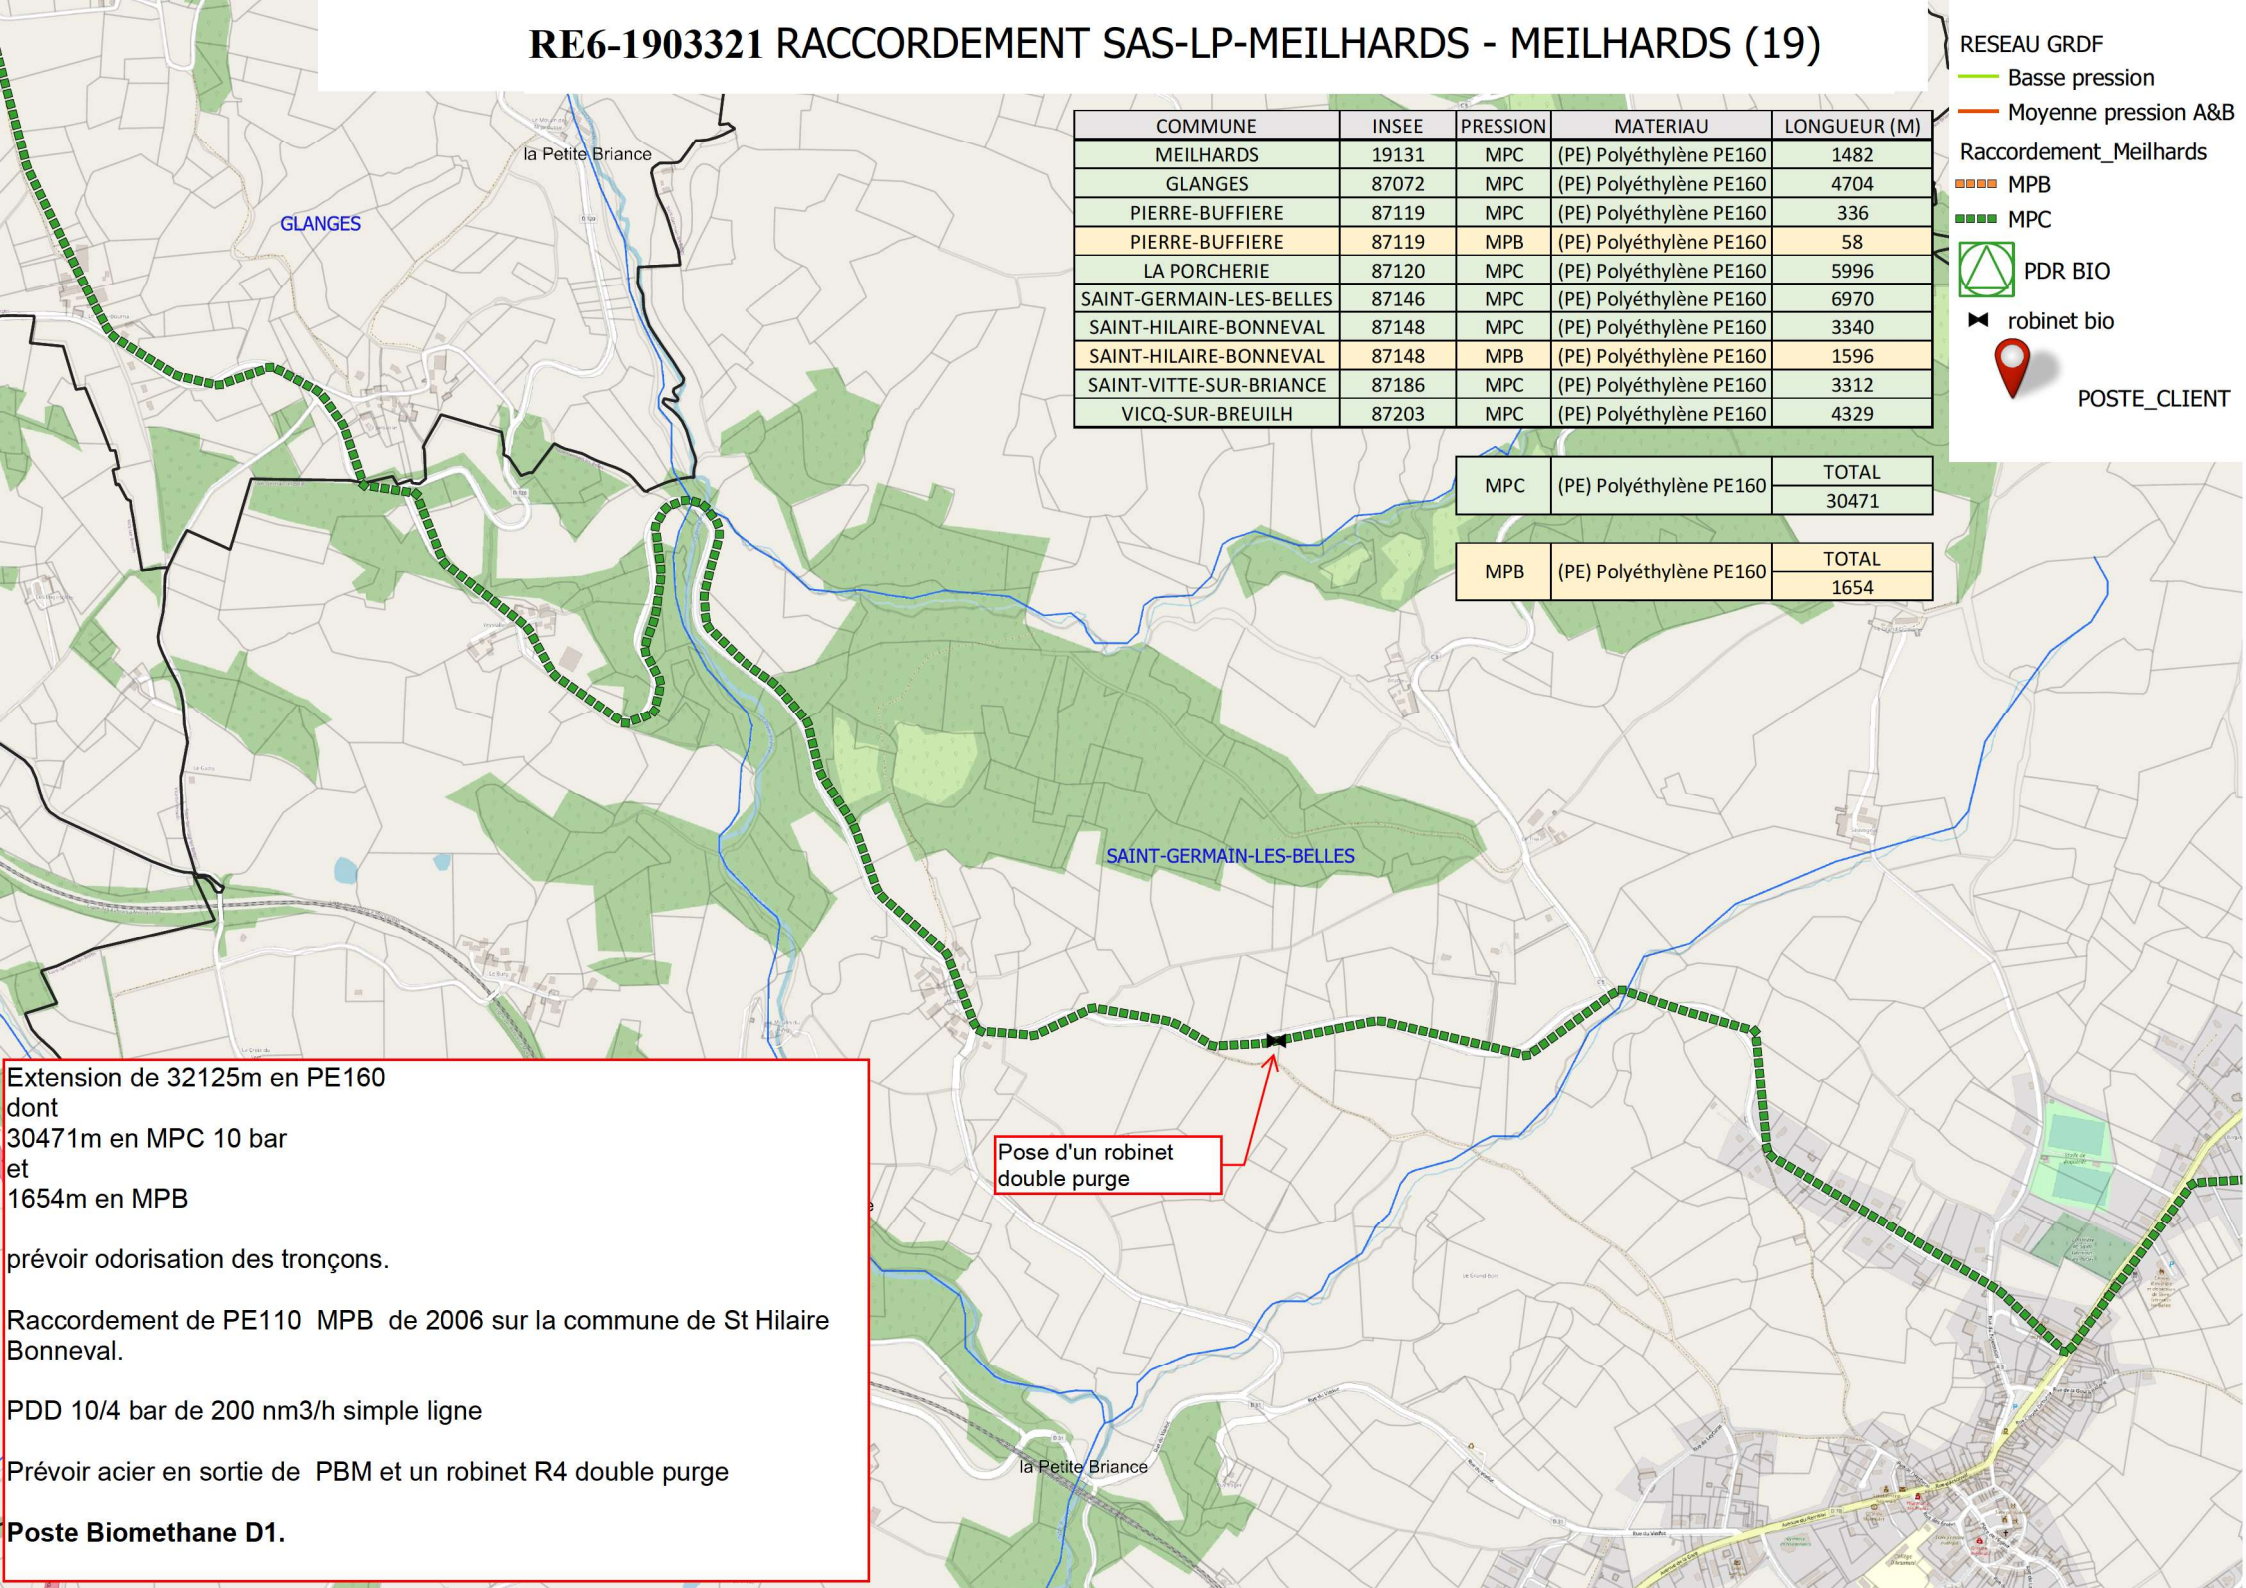 RE6-1903321 RACCORDEMENT SAS-LP-MEILHARDS - MEILHARDS (19)
RESEAU GRDF
Basse pression
Moyenne pression A&B
Raccordement_Meilhards
MPB
MPC
PDR BIO
robinet bio
POSTE_CLIENT
COMMUNE INSEE PRESSION MATERIAU LONGUEUR (M)
MEILHARDS 19131 MPC (PE) Polyéthylène PE160 1482
GLANGES 87072 MPC (PE) Polyéthylène PE160 4704
PIERRE-BUFFIERE 87119 MPC (PE) Polyéthylène PE160 336
PIERRE-BUFFIERE 87119 MPB (PE) Polyéthylène PE160 58
LA PORCHERIE 87120 MPC (PE) Polyéthylène PE160 5996
SAINT-GERMAIN-LES-BELLES 87146 MPC (PE) Polyéthylène PE160 6970
SAINT-HILAIRE-BONNEVAL 87148 MPC (PE) Polyéthylène PE160 3340
SAINT-HILAIRE-BONNEVAL 87148 MPB (PE) Polyéthylène PE160 1596
SAINT-VITTE-SUR-BRIANCE 87186 MPC (PE) Polyéthylène PE160 3312
VICQ-SUR-BREUILH 87203 MPC (PE) Polyéthylène PE160 4329
MPC (PE) Polyéthylène PE160 TOTAL
30471
MPB (PE) Polyéthylène PE160 TOTAL
1654
la Petite Briance
GLANGES
SAINT-GERMAIN-LES-BELLES
Pose d'un robinet
double purge
la Petite Briance
Extension de 32125m en PE160
dont
30471m en MPC 10 bar
et
1654m en MPB
prévoir odorisation des tronçons.
Raccordement de PE110 MPB de 2006 sur la commune de St Hilaire
Bonneval.
PDD 10/4 bar de 200 nm3/h simple ligne
Prévoir acier en sortie de PBM et un robinet R4 double purge
Poste Biomethane D1.